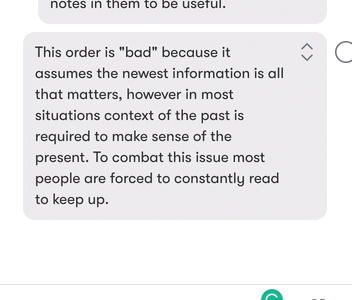 notes in them to be useful.
This order is "bad" because it
assumes the newest information is all
that matters, however in most
situations context of the past is
required to make sense of the
present. To combat this issue most
people are forced to constantly read
to keep up.